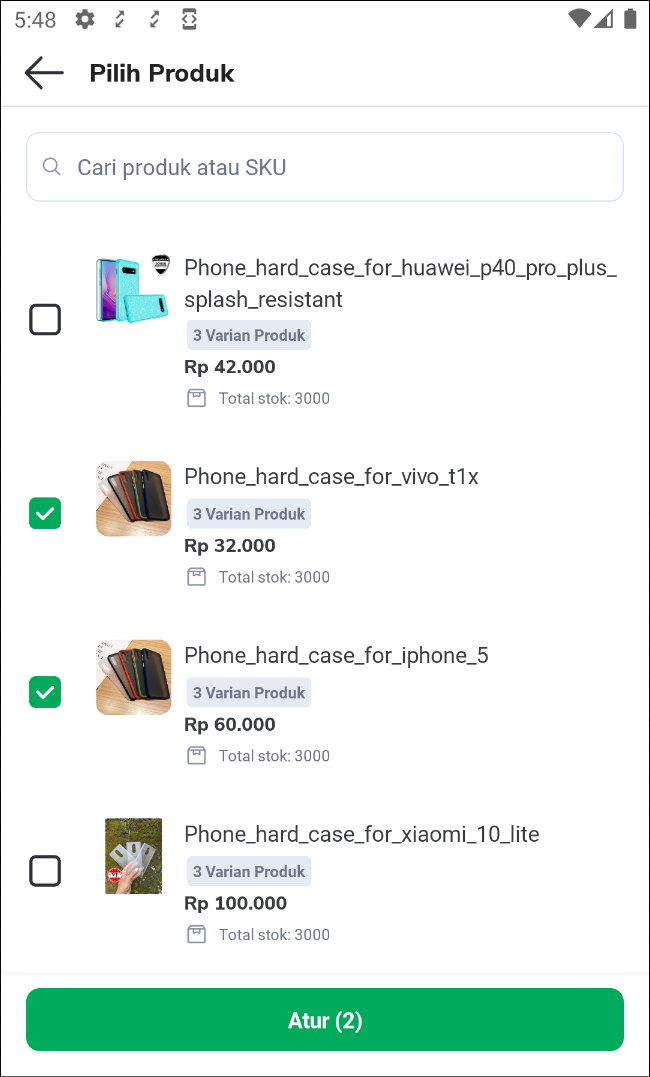 5:48
Pilih Produk
Cari produk atau SKU
Phone_hard_case_for_huawei_p40_pro_plus_
splash_resistant
3 Varian Produk
Rp 42.000
Total stok: 3000
Phone_hard_case_for_vivo_t1x
3 Varian Produk
Rp 32.000
Total stok: 3000
Phone_hard_case_for_iphone_5
3 Varian Produk
Rp 60.000
Total stok: 3000
Phone_hard_case_for_xiaomi_10_lite
3 Varian Produk
Rp 100.000
Total stok: 3000
Atur (2)